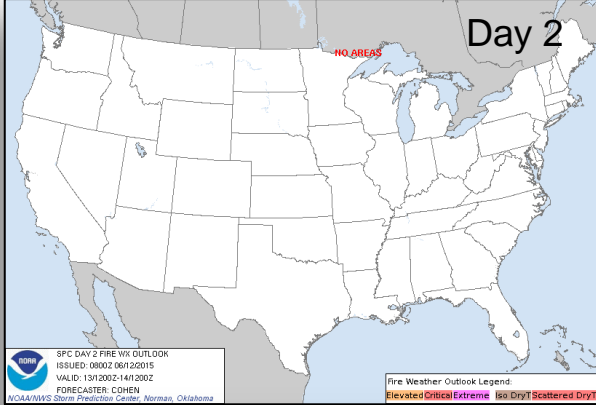 Day 2
NO AREAS
NOAA
SPC DAY 2 FIRE WX OUTLOOK
ISSUED: 0800Z 06/12/2015
VALID: 13/1200Z-14/1200Z
FORECASTER: COHEN
NOAA/NWS Storm Prediction Center, Norman, Oklahoma
Fire Weather Outlook Legend:
Elevated Critical Extreme Iso DryT Scattered DryT